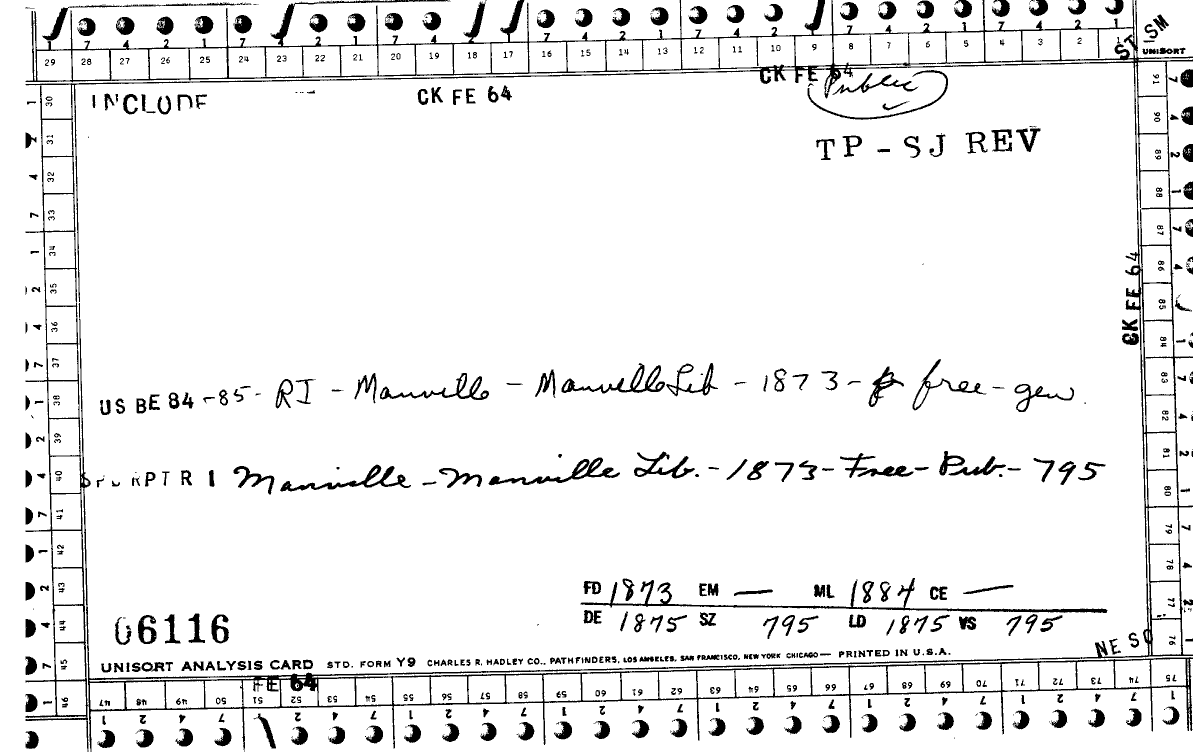 1 7 4 2 1 7 4 2 1 7 4 2 1 7 4 2 1 7 4 2 1 7 4 2 1 7 4 2 1
29 28 27 26 25 24 23 22 21 20 19 18 17 16 15 14 13 12 11 10 9 8 7 6 5 4 3 2 1
ST SM
UNISORT
INCLUDE
CK FE 64
CK FE 64
Public
TP - SJ REV
CK FE 64
US BE 84-85- RI - Manville - Manville Lib - 1873- free - gen.
RPT R I Manville - Manville Lib. - 1873 - Free - Pub. - 795
FD 1873 EM — ML 1884 CE —
DE 1875 SZ 795 LD 1875 VS 795
06116
NE SO
UNISORT ANALYSIS CARD STD. FORM Y9 CHARLES R. HADLEY CO., PATHFINDERS, LOS ANGELES, SAN FRANCISCO, NEW YORK CHICAGO — PRINTED IN U.S.A.
FE 64
30 31 32 33 34 35 36 37 38 39 40 41 42 43 44 45 46
91 90 89 88 87 86 85 84 83 82 81 80 79 78 77 76
47 48 49 50 51 52 53 54 55 56 57 58 59 60 61 62 63 64 65 66 67 68 69 70 71 72 73 74 75